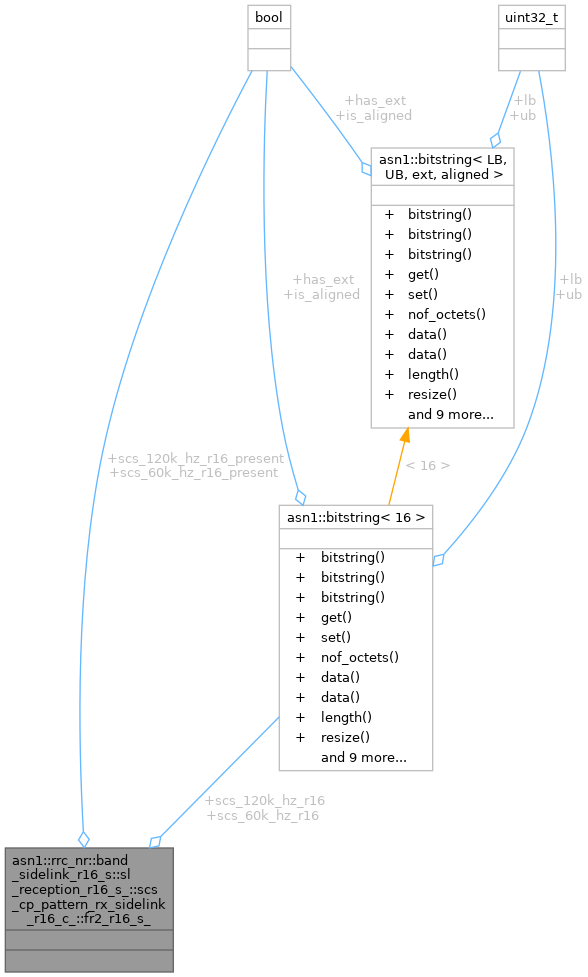 bool
uint32_t
+has_ext
+is_aligned
+lb
+ub
asn1::bitstring< LB,
UB, ext, aligned >
+ bitstring()
+ bitstring()
+ bitstring()
+ get()
+ set()
+ nof_octets()
+ data()
+ data()
+ length()
+ resize()
and 9 more...
+has_ext
+is_aligned
+lb
+ub
+scs_120k_hz_r16_present
+scs_60k_hz_r16_present
< 16 >
asn1::bitstring< 16 >
+ bitstring()
+ bitstring()
+ bitstring()
+ get()
+ set()
+ nof_octets()
+ data()
+ data()
+ length()
+ resize()
and 9 more...
+scs_120k_hz_r16
+scs_60k_hz_r16
asn1::rrc_nr::band
_sidelink_r16_s::sl
_reception_r16_s_::scs
_cp_pattern_rx_sidelink
_r16_c_::fr2_r16_s_